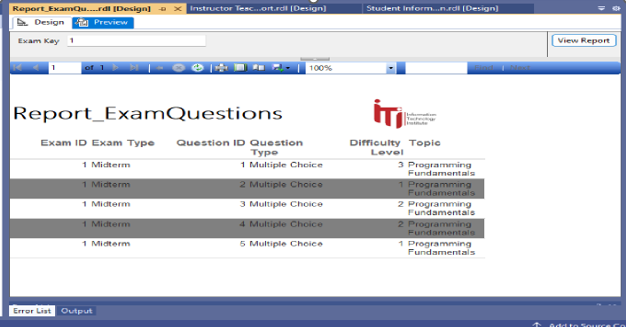 Report_ExamQu....rdl [Design] Instructor Teac...ort.rdl [Design] Student Inform...n.rdl [Design]
Design Preview
Exam Key 1 View Report
1 of 1 100% Find | Next
Report_ExamQuestions
Information
Technology
Institute
Exam ID Exam Type Question ID Question Type Difficulty Level Topic
1 Midterm 1 Multiple Choice 3 Programming Fundamentals
1 Midterm 2 Multiple Choice 1 Programming Fundamentals
1 Midterm 3 Multiple Choice 2 Programming Fundamentals
1 Midterm 4 Multiple Choice 2 Programming Fundamentals
1 Midterm 5 Multiple Choice 1 Programming Fundamentals
Error List Output
Add to Source Co